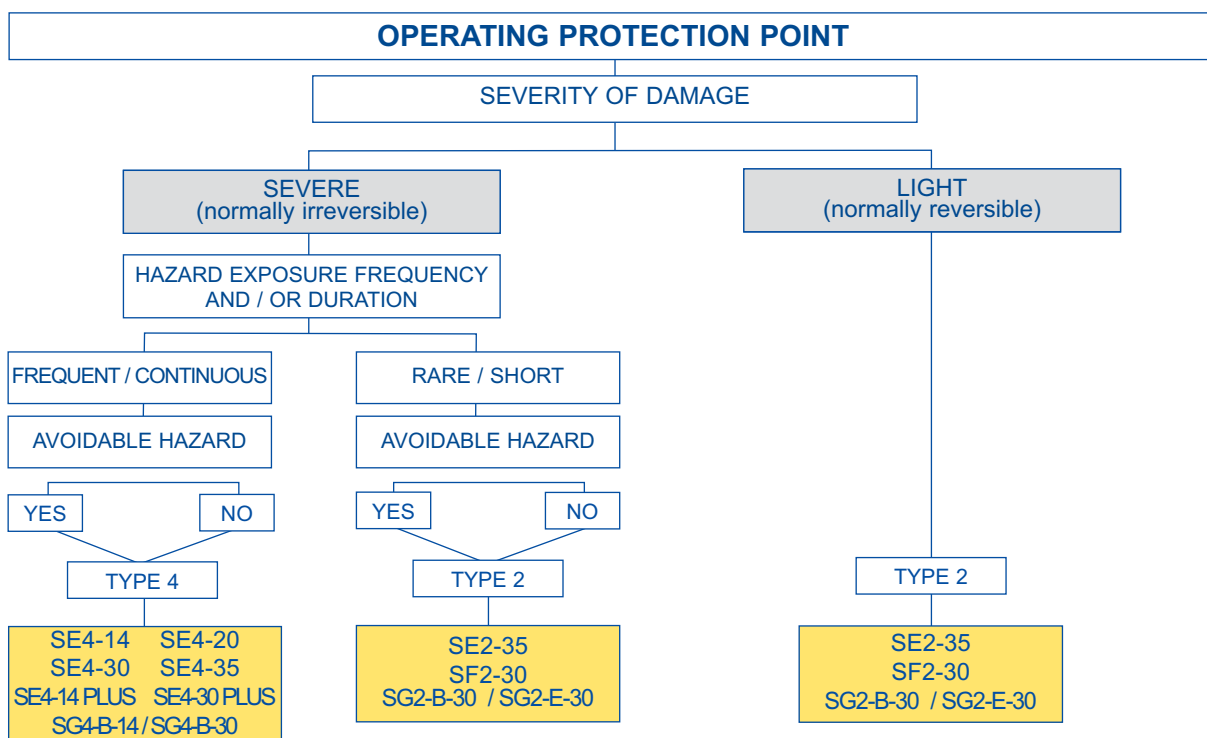 OPERATING PROTECTION POINT
SEVERITY OF DAMAGE
SEVERE
(normally irreversible)
LIGHT
(normally reversible)
HAZARD EXPOSURE FREQUENCY
AND / OR DURATION
FREQUENT / CONTINUOUS
RARE / SHORT
AVOIDABLE HAZARD
AVOIDABLE HAZARD
YES
NO
YES
NO
TYPE 4
TYPE 2
TYPE 2
SE4-14 SE4-20
SE4-30 SE4-35
SE4-14 PLUS SE4-30 PLUS
SG4-B-14 / SG4-B-30
SE2-35
SF2-30
SG2-B-30 / SG2-E-30
SE2-35
SF2-30
SG2-B-30 / SG2-E-30